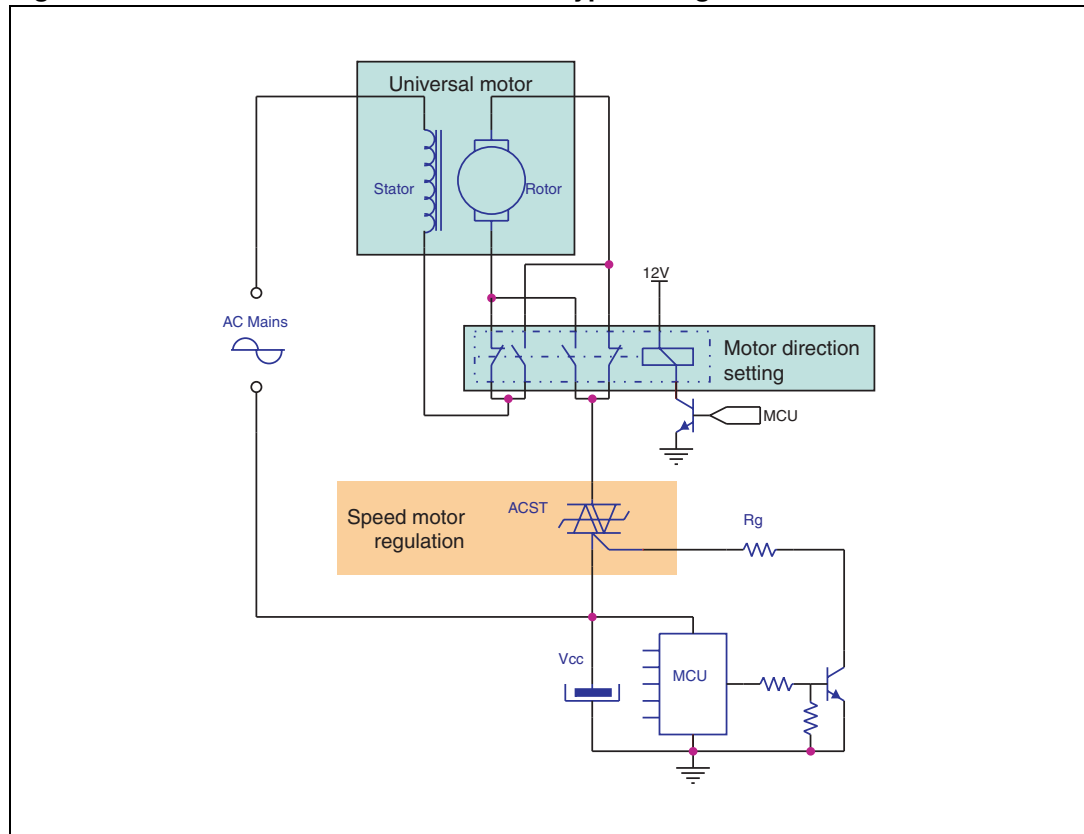 Universal motor
Stator
Rotor
12V
AC Mains
Motor direction
setting
MCU
ACST
Speed motor
regulation
Rg
Vcc
MCU